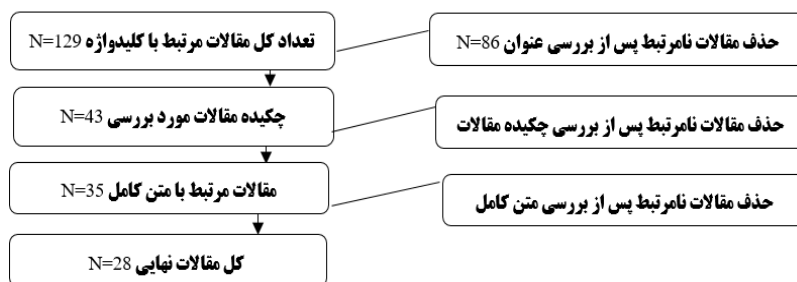 تعداد کل مقالات مرتبط با کلیدواژه N=129
حذف مقالات نامرتبط پس از بررسی عنوان N=86
چکیده مقالات مورد بررسی N=43
حذف مقالات نامرتبط پس از بررسی چکیده مقالات
مقالات مرتبط با متن کامل N=35
حذف مقالات نامرتبط پس از بررسی متن کامل
کل مقالات نهایی N=28